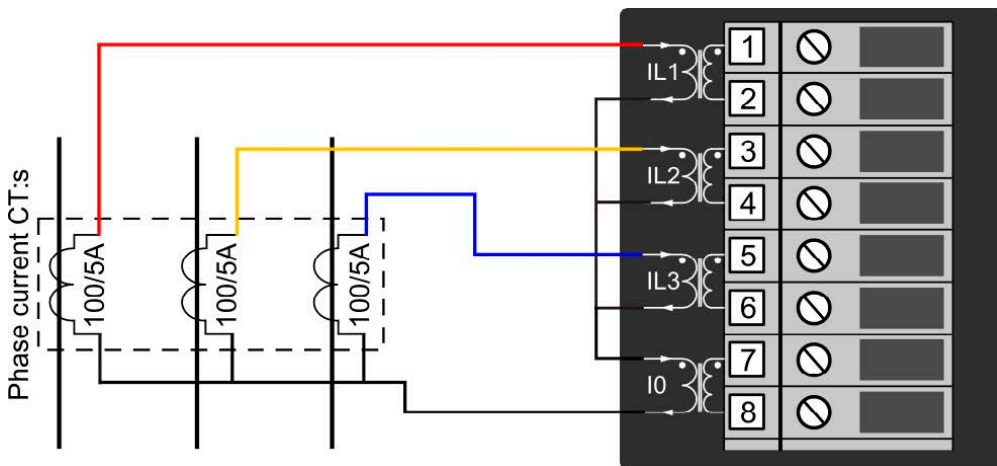 Phase current CT:s
100/5A
100/5A
100/5A
IL1
IL2
IL3
I0
1
2
3
4
5
6
7
8